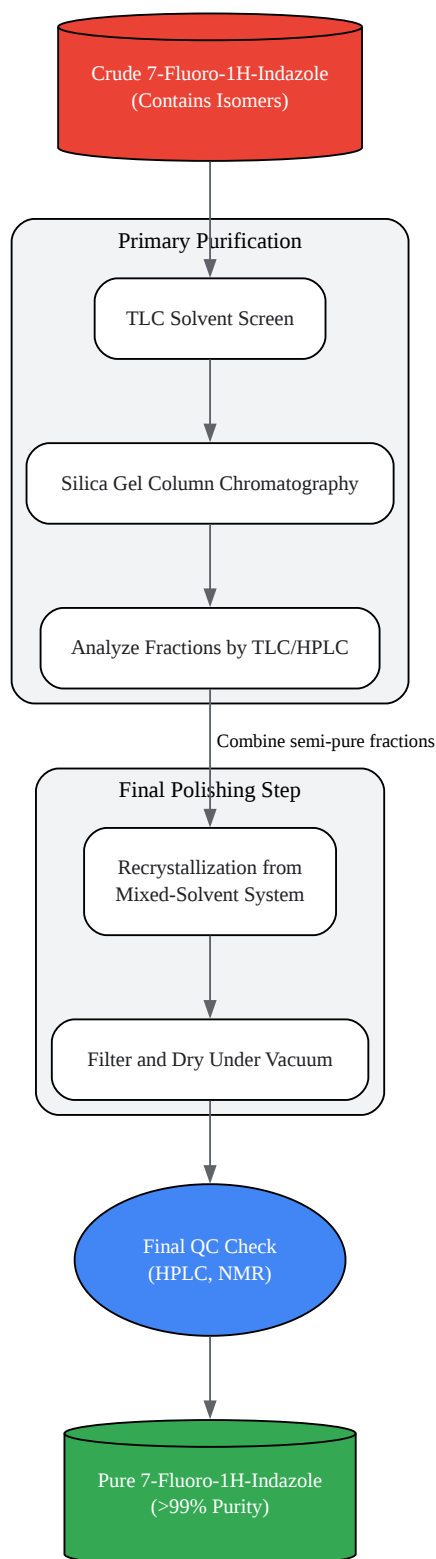 Crude 7-Fluoro-1H-Indazole
(Contains Isomers)
Primary Purification
TLC Solvent Screen
Silica Gel Column Chromatography
Analyze Fractions by TLC/HPLC
Combine semi-pure fractions
Final Polishing Step
Recrystallization from
Mixed-Solvent System
Filter and Dry Under Vacuum
Final QC Check
(HPLC, NMR)
Pure 7-Fluoro-1H-Indazole
(>99% Purity)